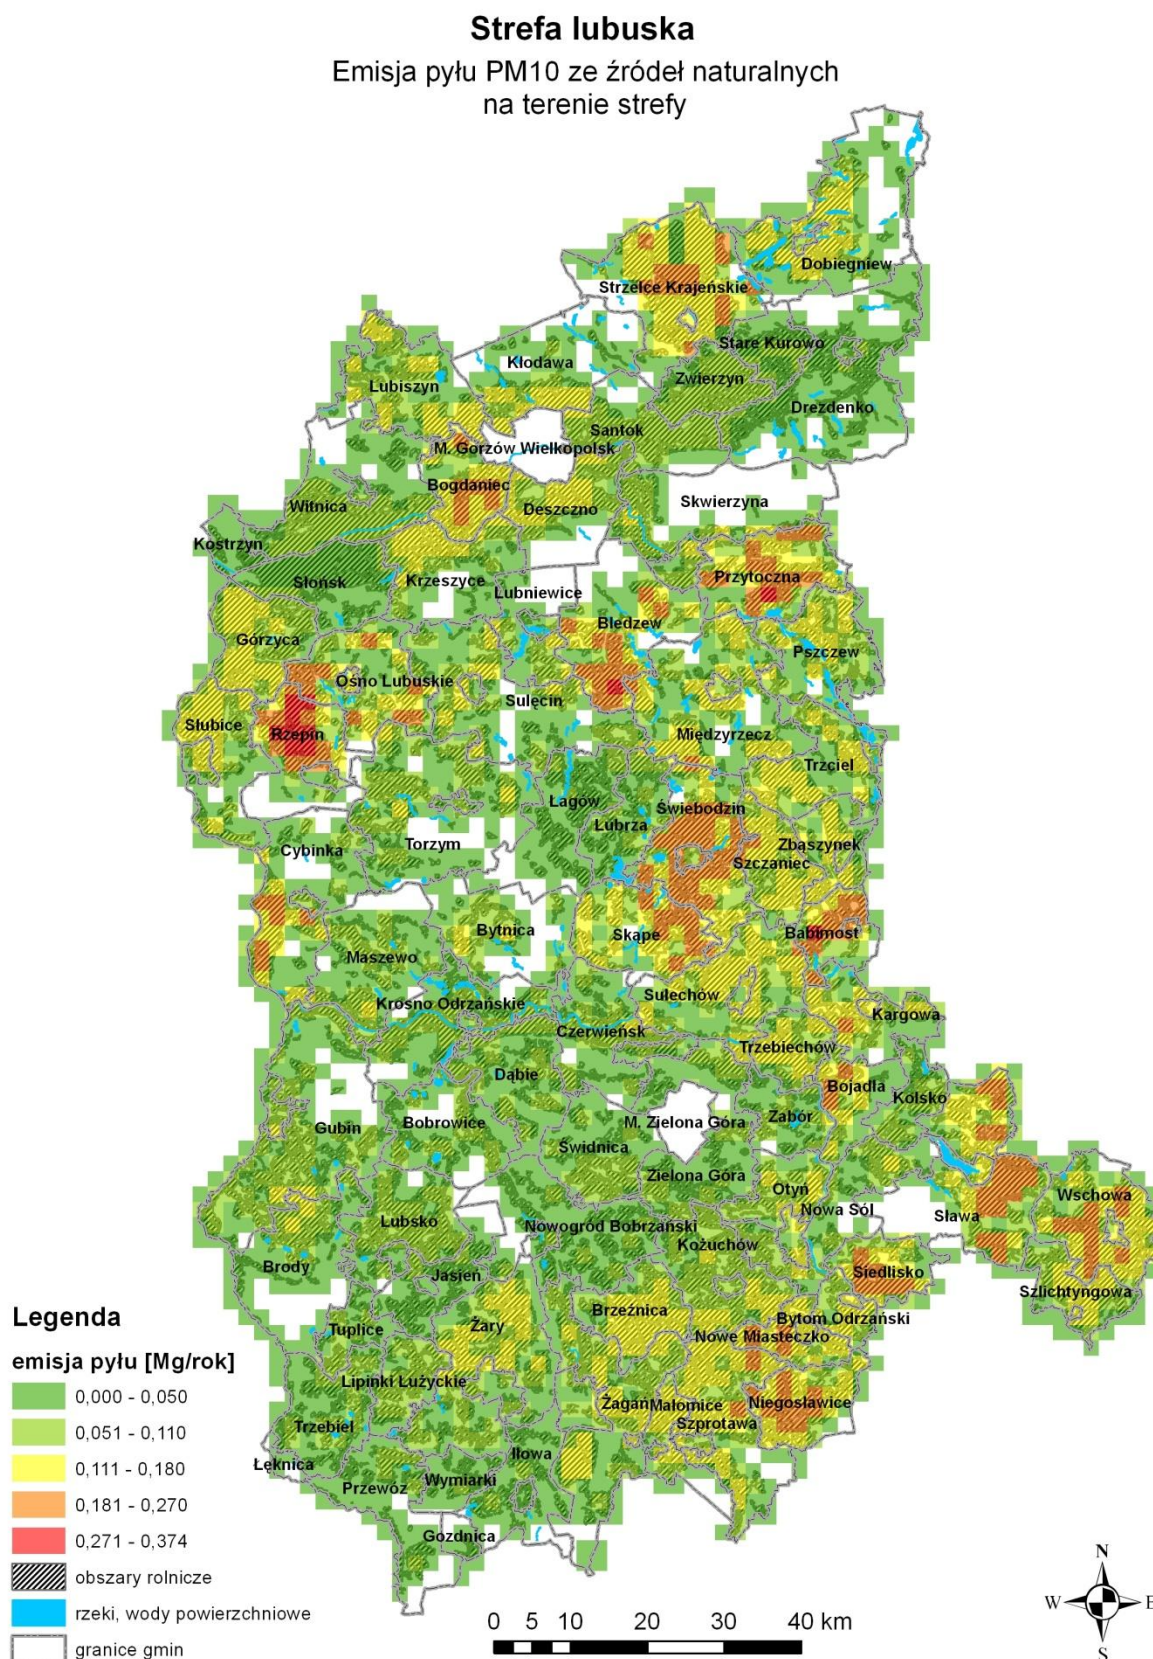 Strefa lubuska
Emisja pyłu PM10 ze źródeł naturalnych
na terenie strefy
Dobiegniew
Strzelce Krajeńskie
Stare Kurowo
Kłodawa
Zwierzyn
Lubiszyn
Drezdenko
Santok
M. Gorzów Wielkopolsk
Bogdaniec
Skwierzyna
Witnica
Deszczno
Kostrzyn
Przytoczna
Słońsk
Krzeszyce
Lubniewice
Bledzew
Górzyca
Pszczew
Ośno Lubuskie
Sulęcin
Słubice
Rzepin
Międzyrzecz
Trzciel
Łagów
Świebodzin
Lubrza
Cybinka
Torzym
Zbąszynek
Szczaniec
Bytnica
Skąpe
Babimost
Maszewo
Sulechów
Krosno Odrzańskie
Kargowa
Czerwieńsk
Trzebiechów
Dąbie
Bojadła
Kolsko
Gubin
Bobrowice
M. Zielona Góra
Zabór
Świdnica
Zielona Góra
Otyń
Wschowa
Nowa Sól
Sława
Lubsko
Nowogród Bobrzański
Kożuchów
Brody
Jasień
Siedlisko
Szlichtyngowa
Brzeźnica
Bytom Odrzański
Tuplice
Żary
Nowe Miasteczko
Lipinki Łużyckie
Żagań
Małomice
Niegosławice
Szprotawa
Trzebiel
Iłowa
Łęknica
Przewóz
Wymiarki
Gozdnica
Legenda
emisja pyłu [Mg/rok]
0,000 - 0,050
0,051 - 0,110
0,111 - 0,180
0,181 - 0,270
0,271 - 0,374
obszary rolnicze
rzeki, wody powierzchniowe
granice gmin
0 5 10 20 30 40 km
N
W E
S